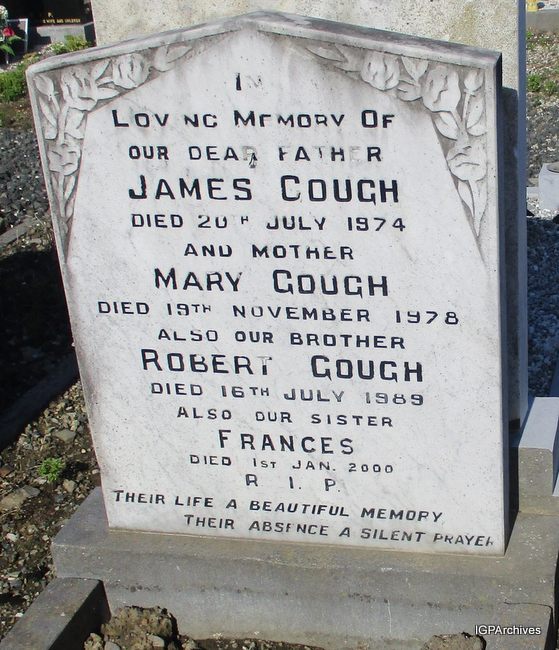 IN
LOVING MEMORY OF
OUR DEAR FATHER
JAMES GOUGH
DIED 20TH JULY 1974
AND MOTHER
MARY GOUGH
DIED 19TH NOVEMBER 1978
ALSO OUR BROTHER
ROBERT GOUGH
DIED 16TH JULY 1989
ALSO OUR SISTER
FRANCES
DIED 1ST JAN. 2000
R. I. P.
THEIR LIFE A BEAUTIFUL MEMORY
THEIR ABSENCE A SILENT PRAYER
IGPArchives